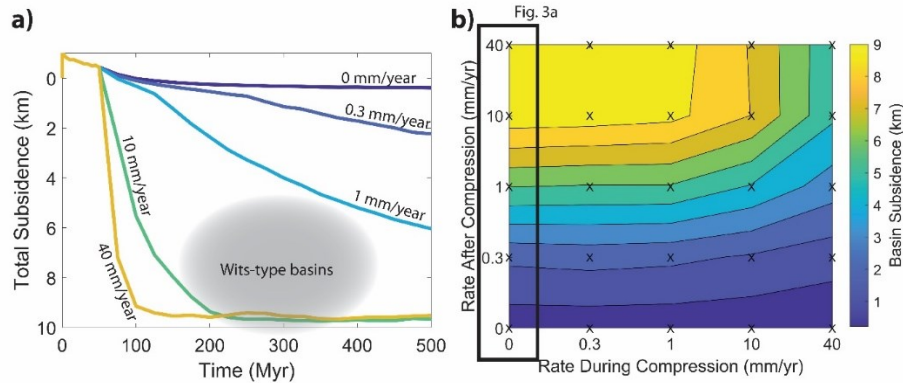 a)
Total Subsidence (km)
0
2
4
6
8
10
0 mm/year
0.3 mm/year
1 mm/year
10 mm/year
40 mm/year
Wits-type basins
0
100
200
300
400
500
Time (Myr)
b)
Fig. 3a
Rate After Compression (mm/yr)
40
10
1
0.3
0
x x x x x
x x x x x
x x x x x
x x x x x
x x x x x
0
0.3
1
10
40
Rate During Compression (mm/yr)
9
8
7
6
5
4
3
2
1
Basin Subsidence (km)